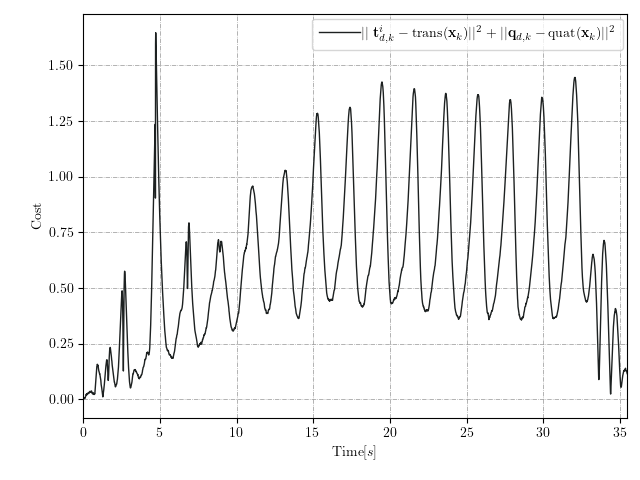 || t^i_{d,k} − trans(x_k)||² + ||q_{d,k} − quat(x_k)||²
1.50
1.25
1.00
0.75
0.50
0.25
0.00
Cost
0 5 10 15 20 25 30 35
Time[s]